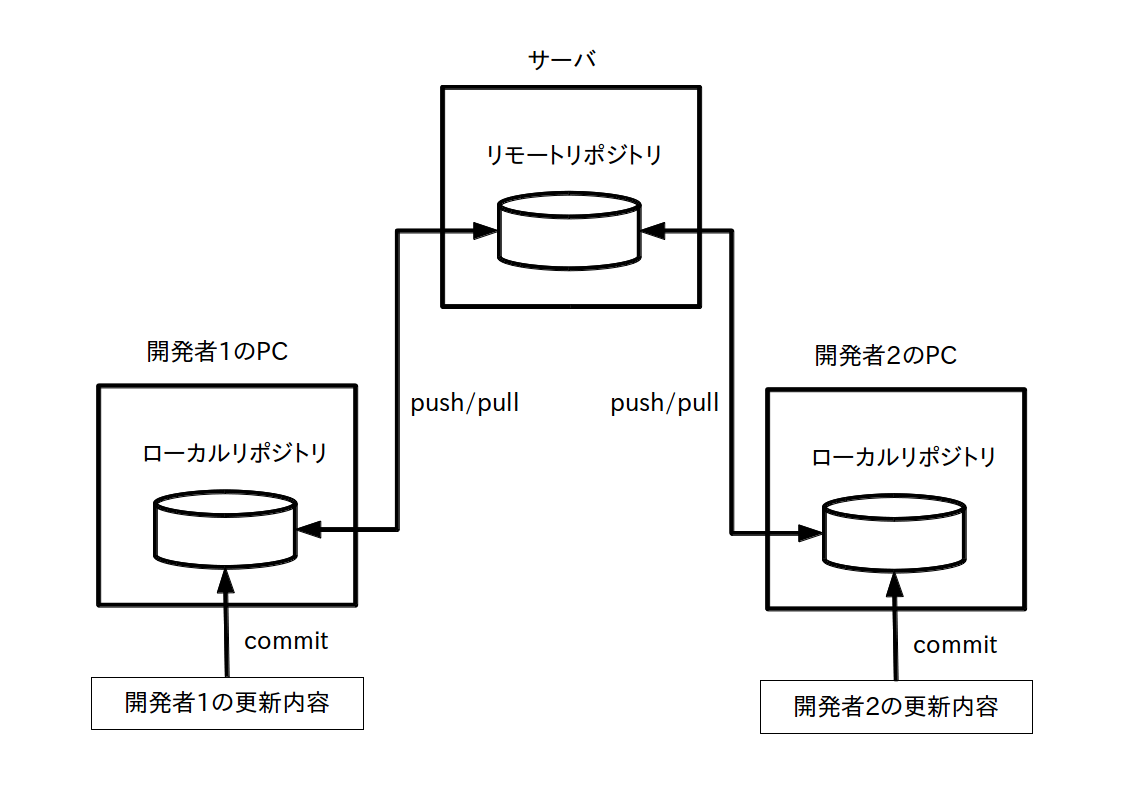 サーバ
リモートリポジトリ
開発者1のPC
開発者2のPC
push/pull
push/pull
ローカルリポジトリ
ローカルリポジトリ
commit
commit
開発者1の更新内容
開発者2の更新内容